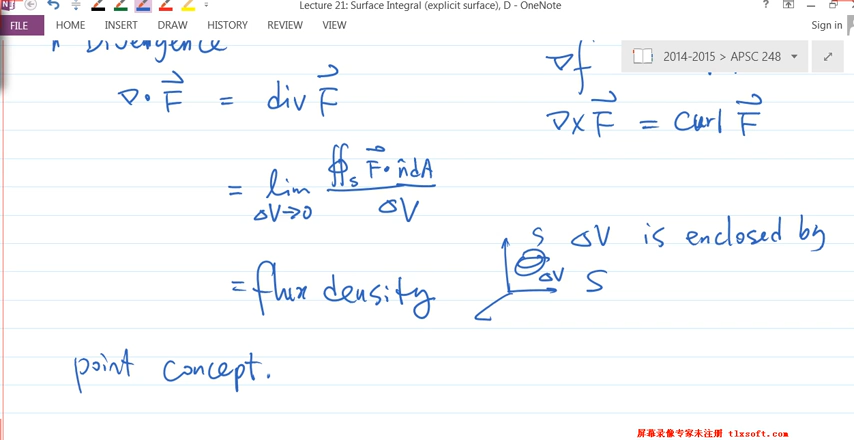 Lecture 21: Surface Integral (explicit surface), D - OneNote
FILE HOME INSERT DRAW HISTORY REVIEW VIEW Sign in
2014-2015 > APSC 248
Divergence
∇f
∇·F⃗ = div F⃗
∇×F⃗ = curl F⃗
= lim ΔV→0 ∯_S F⃗·n̂dA / ΔV
S ΔV is enclosed by
ΔV S
= flux density
point concept.
屏幕录像专家未注册 tlxsoft.com